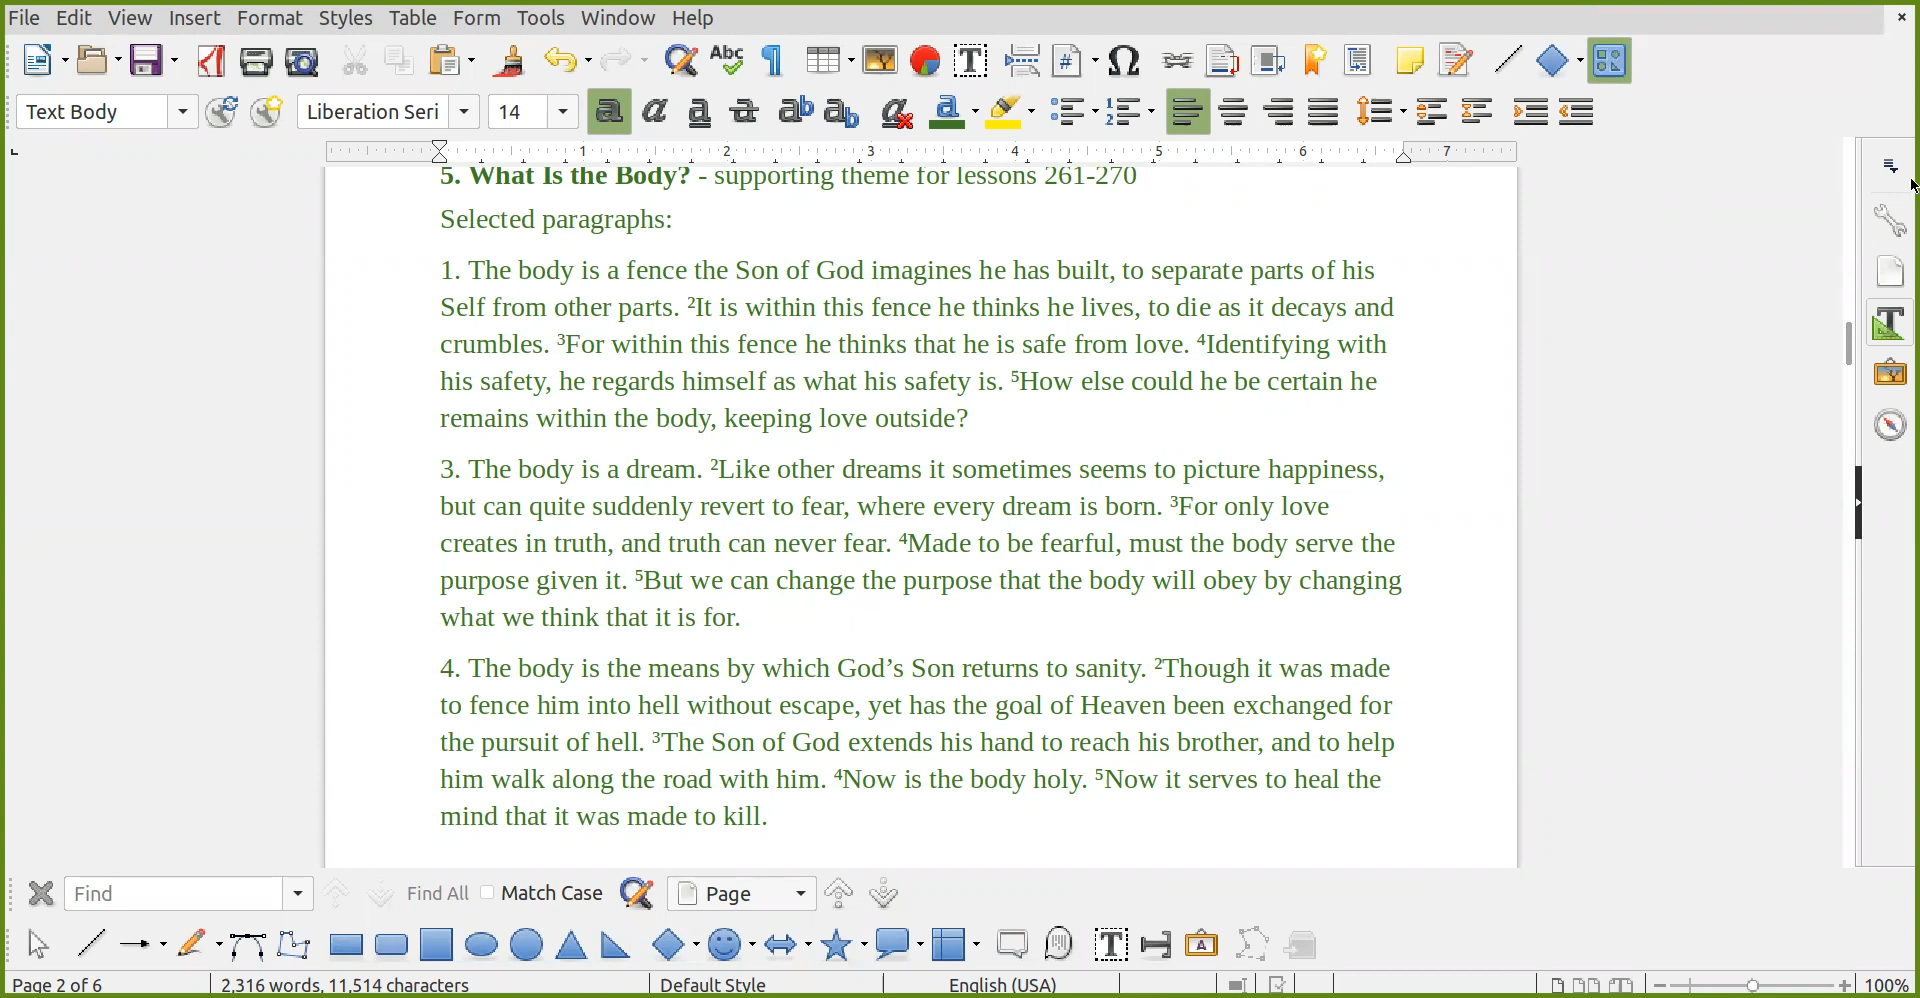 File Edit View Insert Format Styles Table Form Tools Window Help
Text Body Liberation Seri 14
1 2 3 4 5 6 7
5. What Is the Body? - supporting theme for lessons 261-270
Selected paragraphs:
1. The body is a fence the Son of God imagines he has built, to separate parts of his
Self from other parts. ²It is within this fence he thinks he lives, to die as it decays and
crumbles. ³For within this fence he thinks that he is safe from love. ⁴Identifying with
his safety, he regards himself as what his safety is. ⁵How else could he be certain he
remains within the body, keeping love outside?
3. The body is a dream. ²Like other dreams it sometimes seems to picture happiness,
but can quite suddenly revert to fear, where every dream is born. ³For only love
creates in truth, and truth can never fear. ⁴Made to be fearful, must the body serve the
purpose given it. ⁵But we can change the purpose that the body will obey by changing
what we think that it is for.
4. The body is the means by which God’s Son returns to sanity. ²Though it was made
to fence him into hell without escape, yet has the goal of Heaven been exchanged for
the pursuit of hell. ³The Son of God extends his hand to reach his brother, and to help
him walk along the road with him. ⁴Now is the body holy. ⁵Now it serves to heal the
mind that it was made to kill.
Find Find All Match Case Page
Page 2 of 6 2,316 words, 11,514 characters Default Style English (USA) 100%